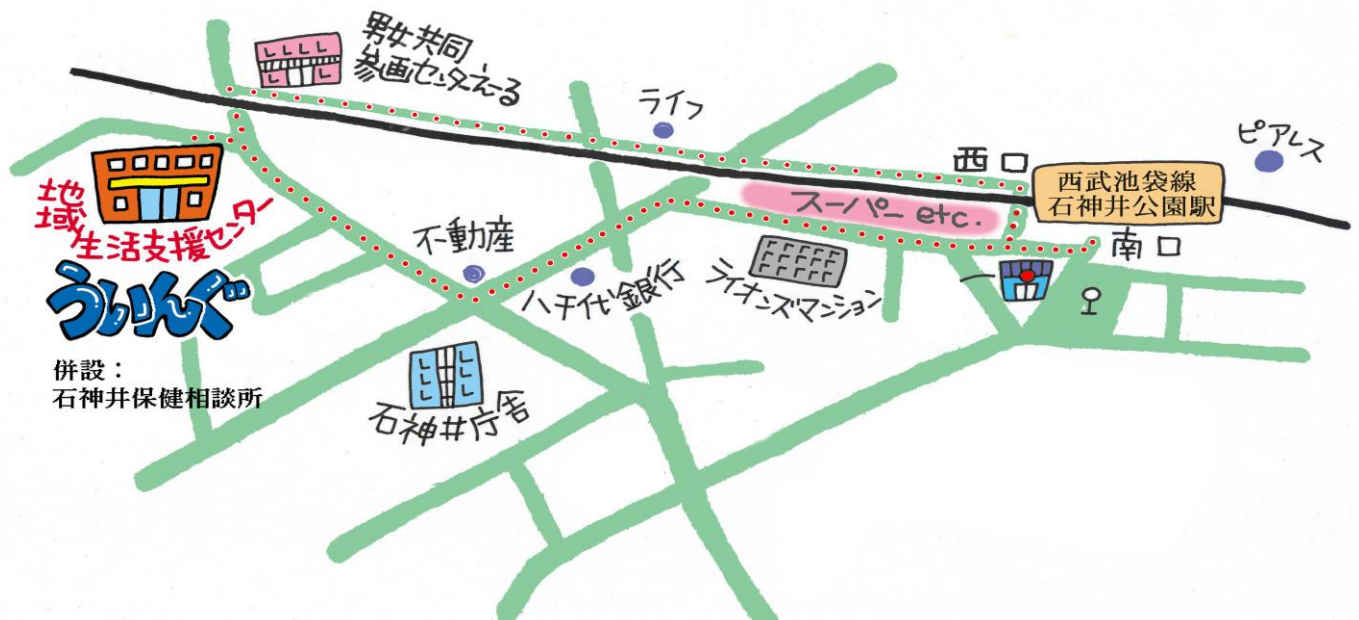 男女共同
参画センターえーる
ライフ
ピアレス
西口
西武池袋線
石神井公園駅
スーパー etc.
南口
地域
生活支援センター
ういんぐ
不動産
ハチ代銀行
ライオンズマンション
併設：
石神井保健相談所
石神井庁舎